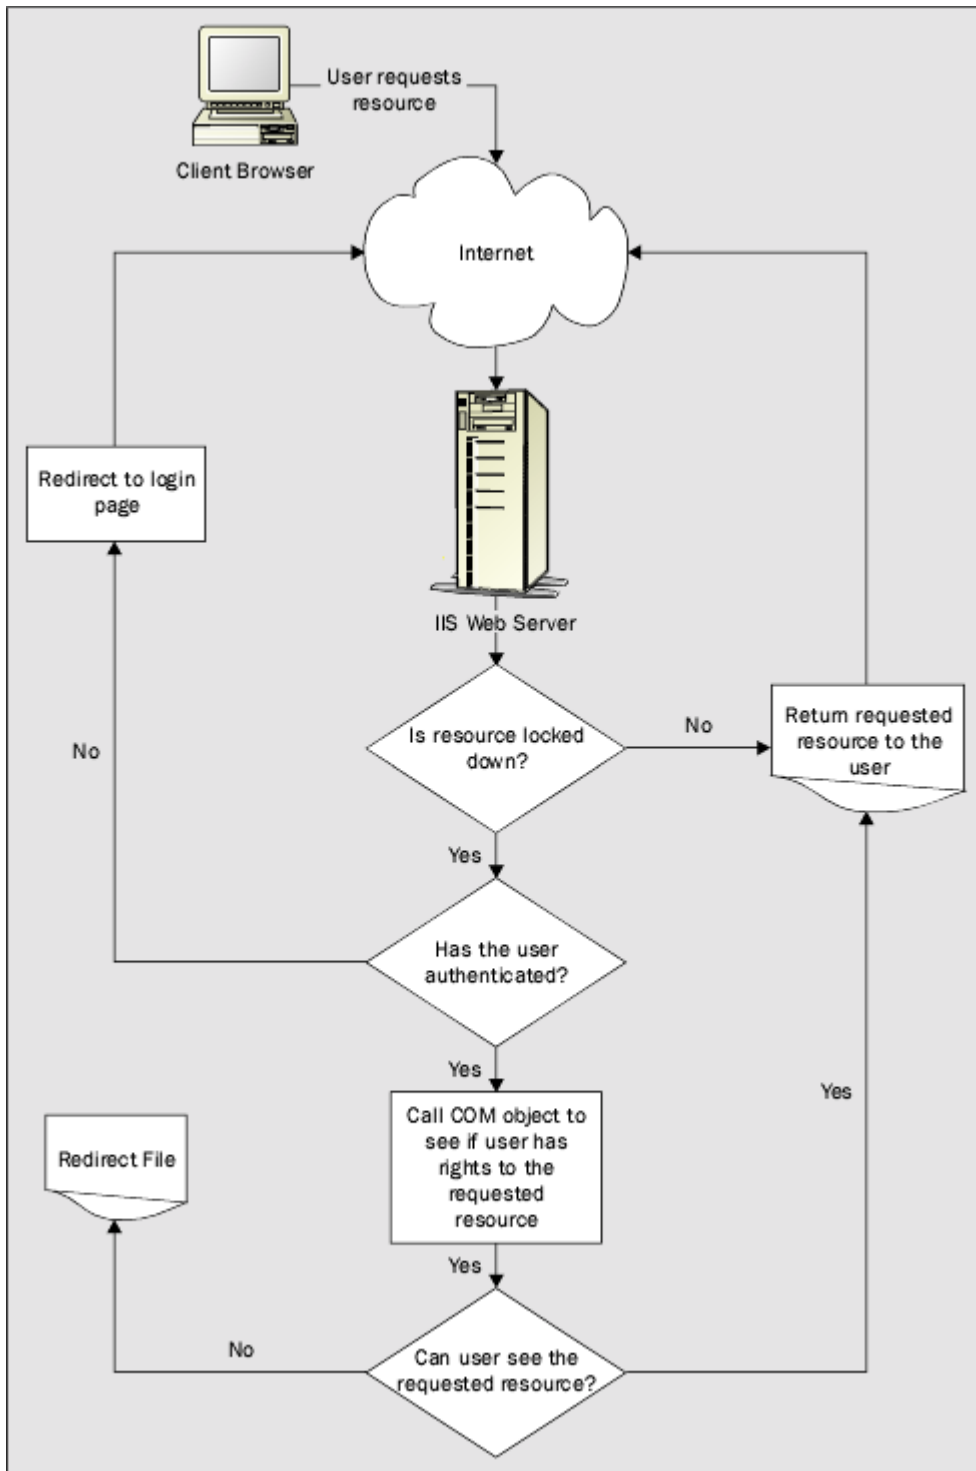 User requests
resource
Client Browser
Internet
Redirect to login
page
IIS Web Server
Is resource locked
down?
No
Return requested
resource to the
user
No
Yes
Has the user
authenticated?
Yes
Call COM object to
see if user has
rights to the
requested
resource
Yes
Redirect File
Yes
No
Can user see the
requested resource?